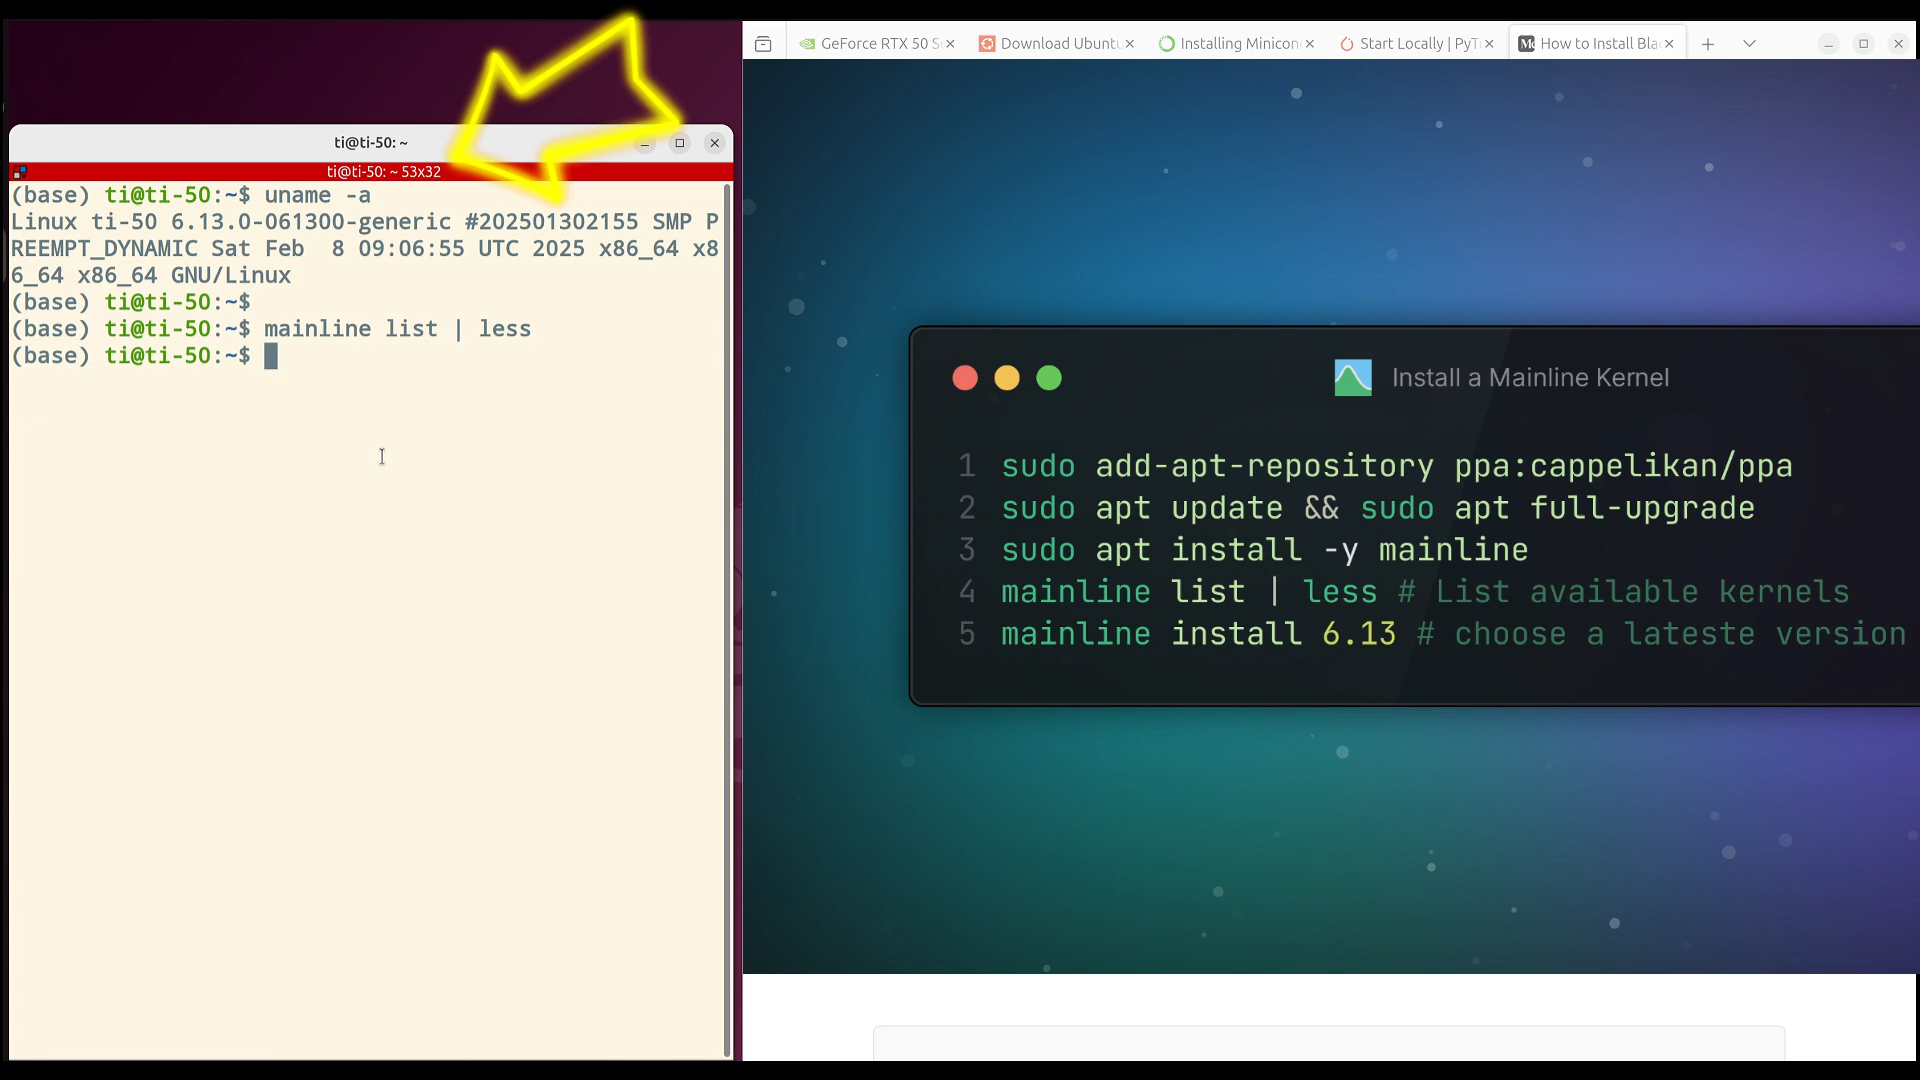 ti@ti-50: ~
ti@ti-50: ~ 53x32
(base) ti@ti-50:~$ uname -a
Linux ti-50 6.13.0-061300-generic #202501302155 SMP P
REEMPT_DYNAMIC Sat Feb  8 09:06:55 UTC 2025 x86_64 x8
6_64 x86_64 GNU/Linux
(base) ti@ti-50:~$
(base) ti@ti-50:~$ mainline list | less
(base) ti@ti-50:~$
GeForce RTX 50 S
Download Ubuntu
Installing Minicon
Start Locally | PyT
How to Install Bla
Install a Mainline Kernel
1 sudo add-apt-repository ppa:cappelikan/ppa
2 sudo apt update && sudo apt full-upgrade
3 sudo apt install -y mainline
4 mainline list | less # List available kernels
5 mainline install 6.13 # choose a lateste version